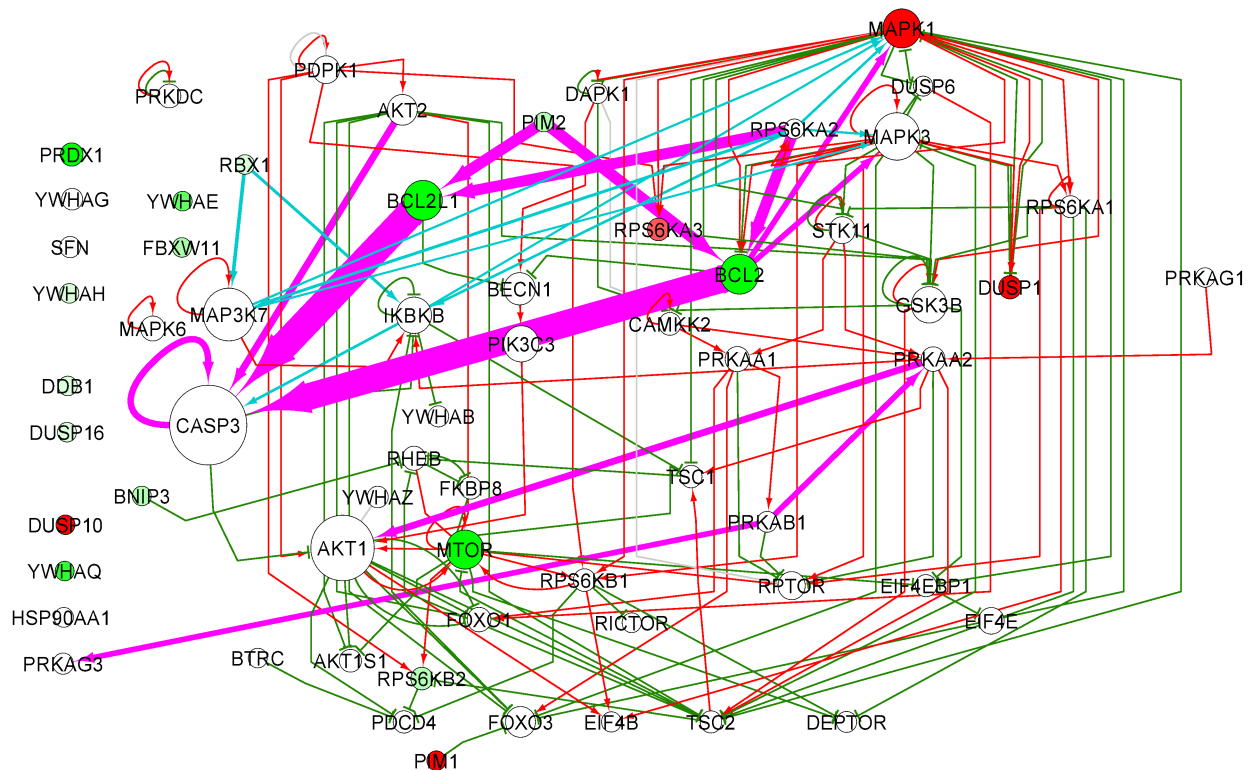 MAPK1
PDPK1
DUSP6
PRKDC
DAPK1
AKT2
PIM2
RPS6KA2
MAPK3
PRDX1
RBX1
YWHAG
YWHAE
BCL2L1
RPS6KA1
RPS6KA3
STK11
SFN
FBXW11
BCL2
PRKAG1
YWHAH
BECN1
DUSP1
GSK3B
MAP3K7
IKBKB
MAPK6
CAMKK2
PIK3C3
PRKAA1
PRKAA2
DDB1
YWHAB
CASP3
DUSP16
RHEB
TSC1
FKBP8
BNIP3
YWHAZ
DUSP10
PRKAB1
AKT1
MTOR
YWHAQ
RPS6KB1
RPTOR
EIF4EBP1
HSP90AA1
FOXO1
RICTOR
EIF4E
PRKAG3
BTRC
AKT1S1
RPS6KB2
PDCD4
FOXO3
EIF4B
TSC2
DEPTOR
PIM1